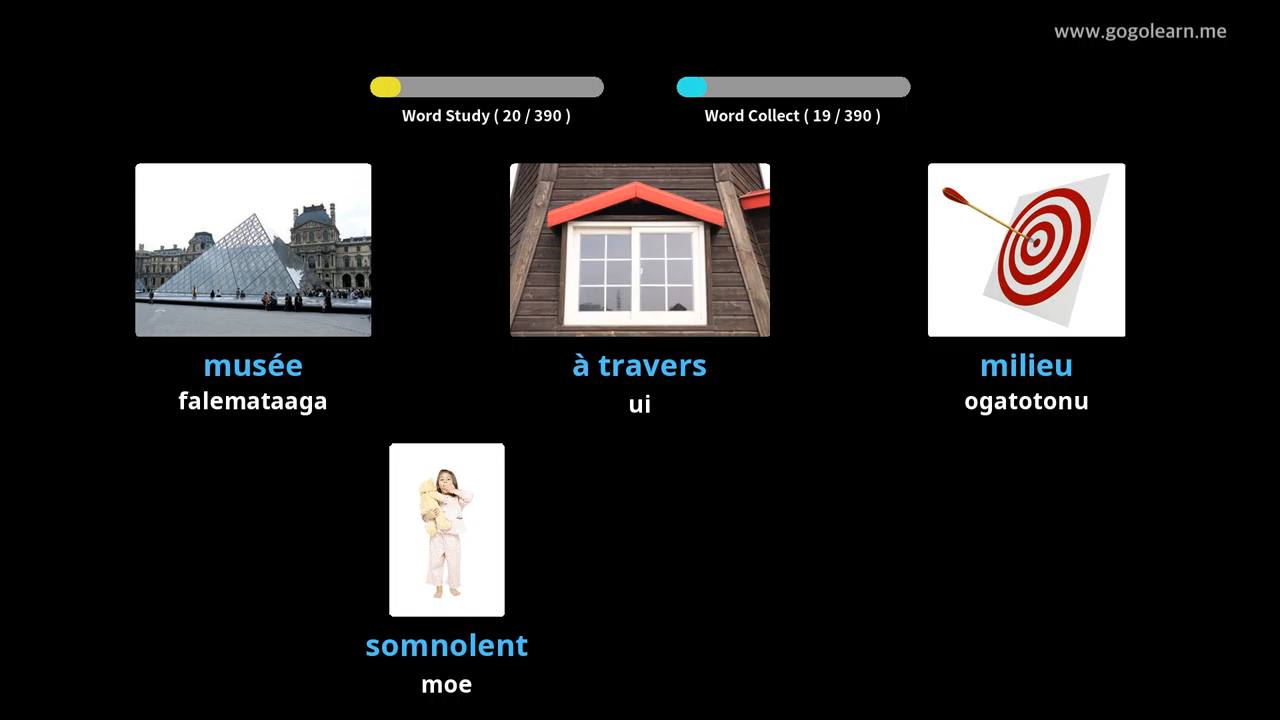 www.gogolearn.me
Word Study ( 20 / 390 )
Word Collect ( 19 / 390 )
musée
falemataaga
à travers
ui
milieu
ogatotonu
somnolent
moe